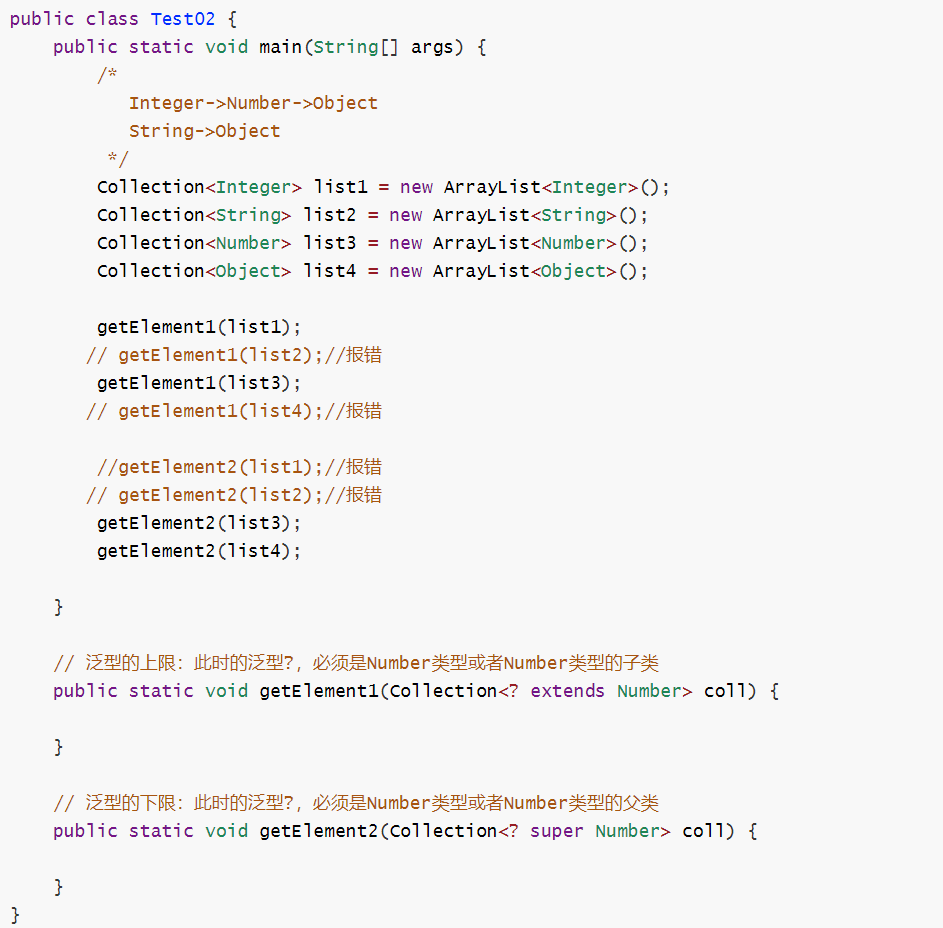 public class Test02 {
    public static void main(String[] args) {
        /*
           Integer->Number->Object
           String->Object
         */
        Collection<Integer> list1 = new ArrayList<Integer>();
        Collection<String> list2 = new ArrayList<String>();
        Collection<Number> list3 = new ArrayList<Number>();
        Collection<Object> list4 = new ArrayList<Object>();

        getElement1(list1);
       // getElement1(list2);//报错
        getElement1(list3);
       // getElement1(list4);//报错

        //getElement2(list1);//报错
       // getElement2(list2);//报错
        getElement2(list3);
        getElement2(list4);

    }

    // 泛型的上限：此时的泛型?，必须是Number类型或者Number类型的子类
    public static void getElement1(Collection<? extends Number> coll) {

    }

    // 泛型的下限：此时的泛型?，必须是Number类型或者Number类型的父类
    public static void getElement2(Collection<? super Number> coll) {

    }
}